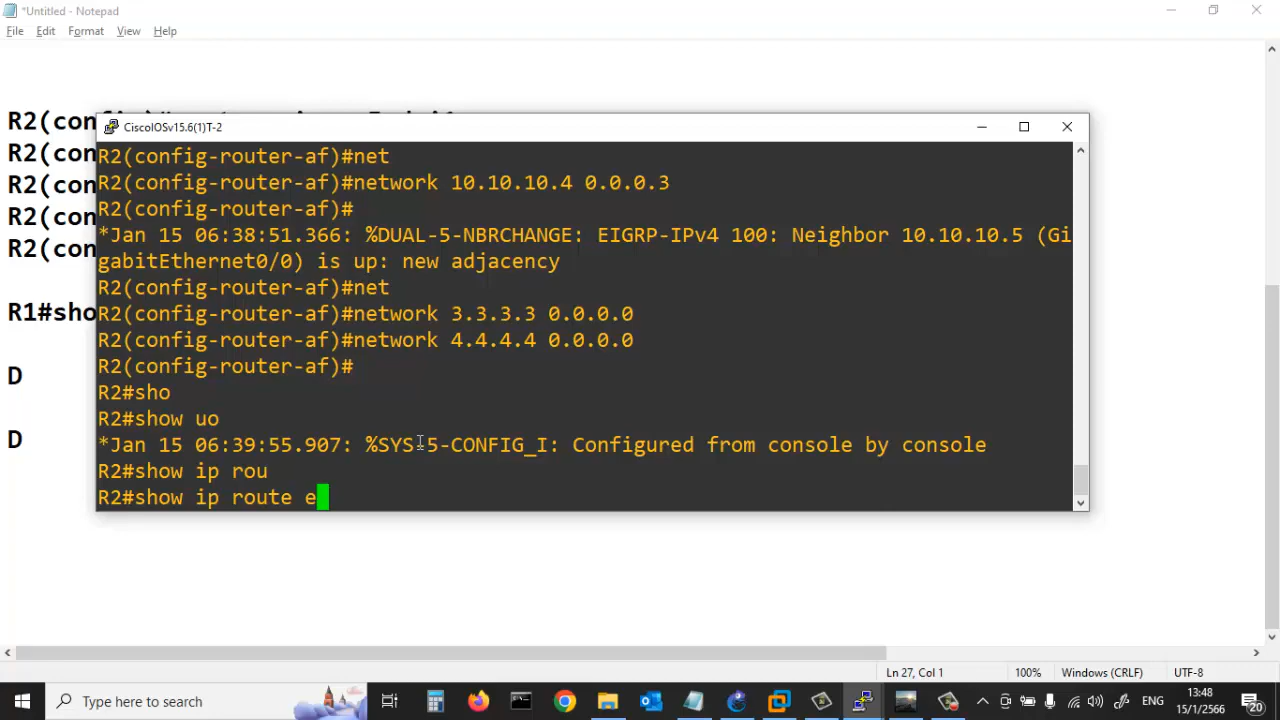 *Untitled - Notepad
File Edit Format View Help
R2(con
R2(con
R2(con
R2(con
R2(con
R1#sho
D
D
CiscoIOSv15.6(1)T-2
R2(config-router-af)#net
R2(config-router-af)#network 10.10.10.4 0.0.0.3
R2(config-router-af)#
*Jan 15 06:38:51.366: %DUAL-5-NBRCHANGE: EIGRP-IPv4 100: Neighbor 10.10.10.5 (Gi
gabitEthernet0/0) is up: new adjacency
R2(config-router-af)#net
R2(config-router-af)#network 3.3.3.3 0.0.0.0
R2(config-router-af)#network 4.4.4.4 0.0.0.0
R2(config-router-af)#
R2#sho
R2#show uo
*Jan 15 06:39:55.907: %SYS-5-CONFIG_I: Configured from console by console
R2#show ip rou
R2#show ip route e
Ln 27, Col 1 100% Windows (CRLF) UTF-8
Type here to search
ENG
13:48
15/1/2566
20